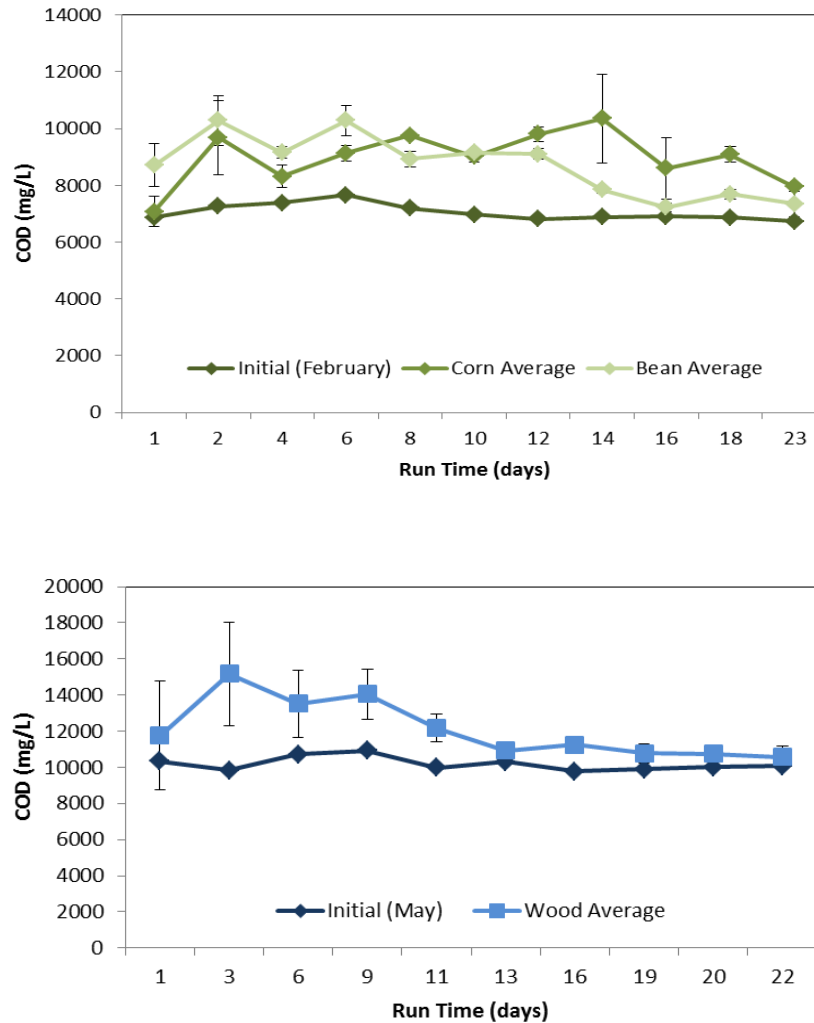 14000
12000
10000
8000
6000
4000
2000
0
COD (mg/L)
Initial (February) Corn Average Bean Average
1 2 4 6 8 10 12 14 16 18 23
Run Time (days)
20000
18000
16000
14000
12000
10000
8000
6000
4000
2000
0
COD (mg/L)
Initial (May) Wood Average
1 3 6 9 11 13 16 19 20 22
Run Time (days)